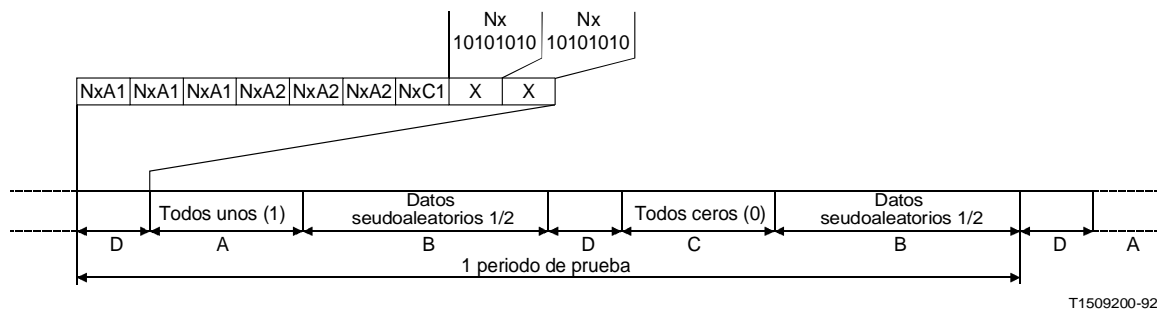 Nx Nx
10101010 10101010
NxA1 NxA1 NxA1 NxA2 NxA2 NxA2 NxC1 X X
Todos unos (1) Datos seudoaleatorios 1/2 Todos ceros (0) Datos seudoaleatorios 1/2
D A B D C B D A
1 periodo de prueba
T1509200-92